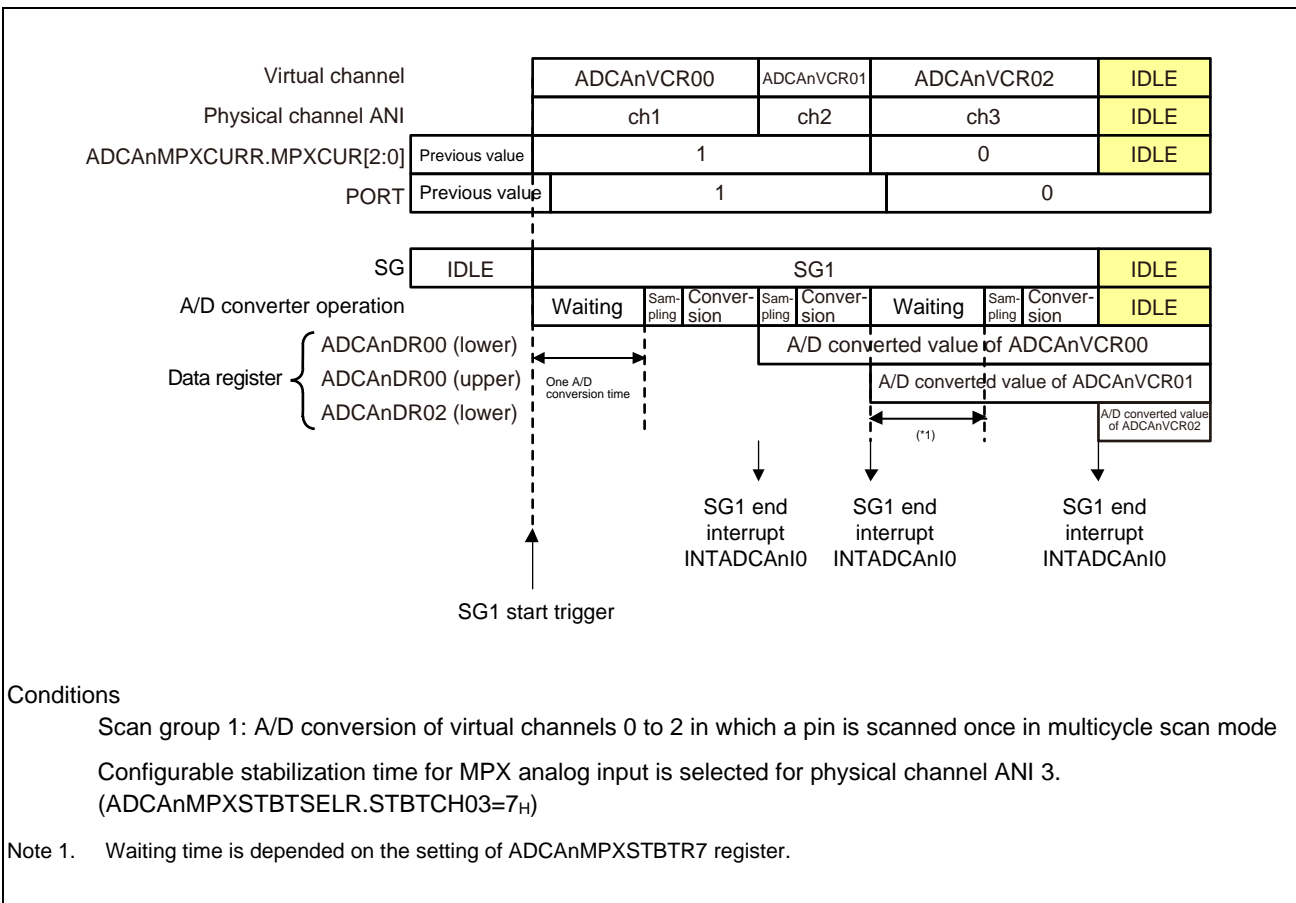 Virtual channel ADCAnVCR00 ADCAnVCR01 ADCAnVCR02 IDLE
Physical channel ANI ch1 ch2 ch3 IDLE
ADCAnMPXCURR.MPXCUR[2:0] Previous value 1 0 IDLE
PORT Previous value 1 0
SG IDLE SG1 IDLE
A/D converter operation Waiting Sam-pling Conver-sion Sam-pling Conver-sion Waiting Sam-pling Conver-sion IDLE
ADCAnDR00 (lower) A/D converted value of ADCAnVCR00
Data register ADCAnDR00 (upper) One A/D conversion time A/D converted value of ADCAnVCR01
ADCAnDR02 (lower) (*1) A/D converted value of ADCAnVCR02
SG1 end interrupt INTADCAnI0
SG1 end interrupt INTADCAnI0
SG1 end interrupt INTADCAnI0
SG1 start trigger
Conditions
Scan group 1: A/D conversion of virtual channels 0 to 2 in which a pin is scanned once in multicycle scan mode
Configurable stabilization time for MPX analog input is selected for physical channel ANI 3.
(ADCAnMPXSTBTSELR.STBTCH03=7H)
Note 1. Waiting time is depended on the setting of ADCAnMPXSTBTR7 register.